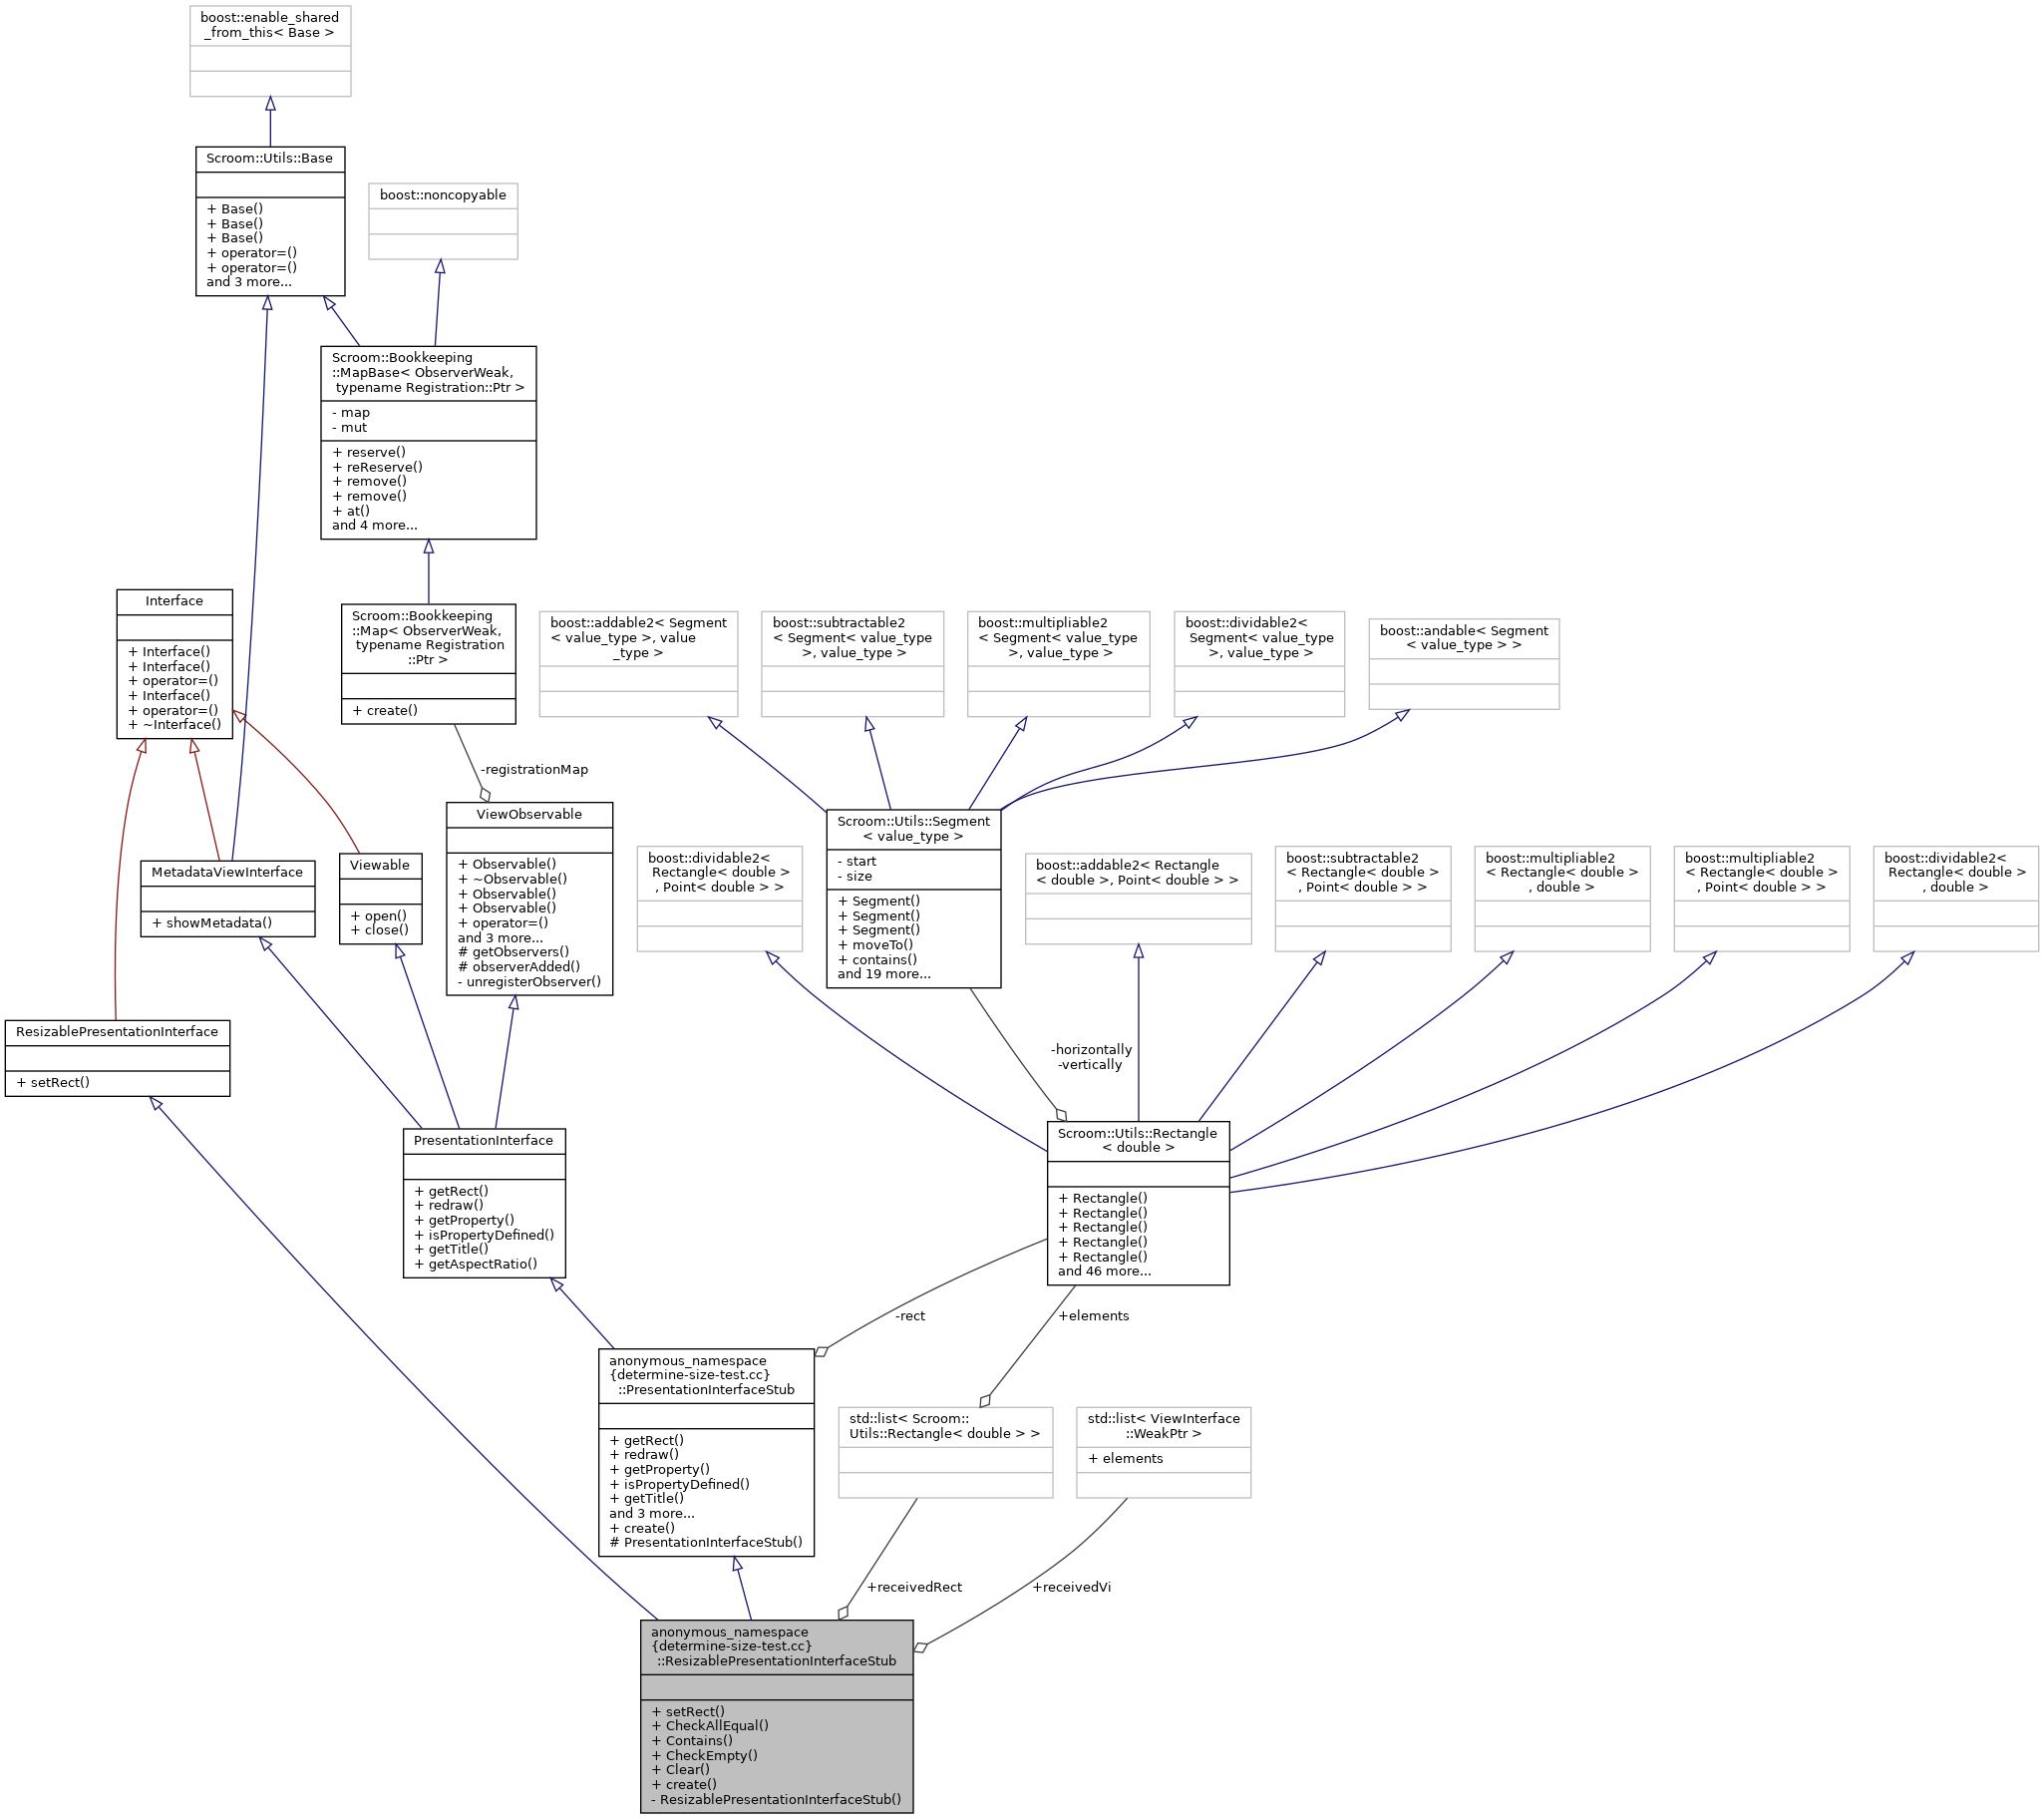 boost::enable_shared
_from_this< Base >
Scroom::Utils::Base
+ Base()
+ Base()
+ Base()
+ operator=()
+ operator=()
and 3 more...
boost::noncopyable
Scroom::Bookkeeping
::MapBase< ObserverWeak,
typename Registration::Ptr >
- map
- mut
+ reserve()
+ reReserve()
+ remove()
+ remove()
+ at()
and 4 more...
Interface
+ Interface()
+ Interface()
+ operator=()
+ Interface()
+ operator=()
+ ~Interface()
Scroom::Bookkeeping
::Map< ObserverWeak,
typename Registration
::Ptr >
+ create()
boost::addable2< Segment
< value_type >, value
_type >
boost::subtractable2
< Segment< value_type
>, value_type >
boost::multipliable2
< Segment< value_type
>, value_type >
boost::dividable2<
Segment< value_type
>, value_type >
boost::andable< Segment
< value_type > >
-registrationMap
MetadataViewInterface
+ showMetadata()
Viewable
+ open()
+ close()
ViewObservable
+ Observable()
+ ~Observable()
+ Observable()
+ Observable()
+ operator=()
and 3 more...
# getObservers()
# observerAdded()
- unregisterObserver()
boost::dividable2<
Rectangle< double >
, Point< double > >
Scroom::Utils::Segment
< value_type >
- start
- size
+ Segment()
+ Segment()
+ Segment()
+ moveTo()
+ contains()
and 19 more...
boost::addable2< Rectangle
< double >, Point< double > >
boost::subtractable2
< Rectangle< double >
, Point< double > >
boost::multipliable2
< Rectangle< double >
, double >
boost::multipliable2
< Rectangle< double >
, Point< double > >
boost::dividable2<
Rectangle< double >
, double >
ResizablePresentationInterface
+ setRect()
-horizontally
-vertically
PresentationInterface
+ getRect()
+ redraw()
+ getProperty()
+ isPropertyDefined()
+ getTitle()
+ getAspectRatio()
Scroom::Utils::Rectangle
< double >
+ Rectangle()
+ Rectangle()
+ Rectangle()
+ Rectangle()
+ Rectangle()
and 46 more...
-rect
+elements
anonymous_namespace
{determine-size-test.cc}
::PresentationInterfaceStub
+ getRect()
+ redraw()
+ getProperty()
+ isPropertyDefined()
+ getTitle()
and 3 more...
+ create()
# PresentationInterfaceStub()
std::list< Scroom::
Utils::Rectangle< double > >
std::list< ViewInterface
::WeakPtr >
+ elements
+receivedRect
+receivedVi
anonymous_namespace
{determine-size-test.cc}
::ResizablePresentationInterfaceStub
+ setRect()
+ CheckAllEqual()
+ Contains()
+ CheckEmpty()
+ Clear()
+ create()
- ResizablePresentationInterfaceStub()